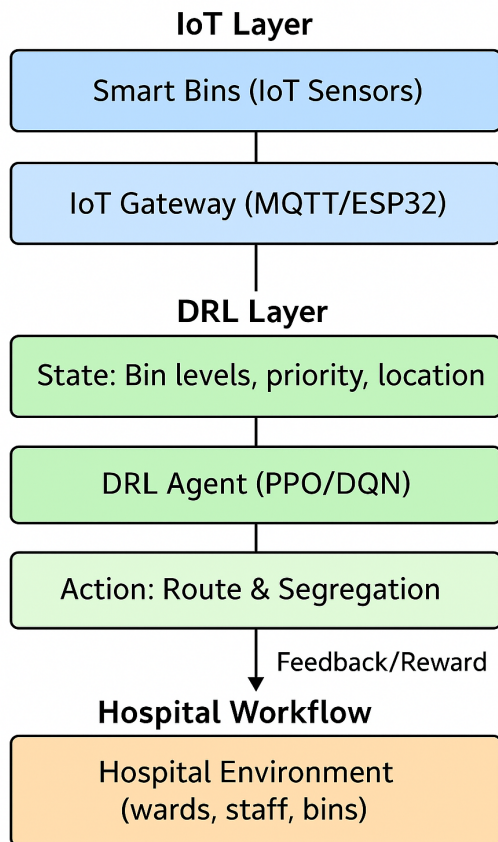 IoT Layer
Smart Bins (IoT Sensors)
IoT Gateway (MQTT/ESP32)
DRL Layer
State: Bin levels, priority, location
DRL Agent (PPO/DQN)
Action: Route & Segregation
Feedback/Reward
Hospital Workflow
Hospital Environment
(wards, staff, bins)